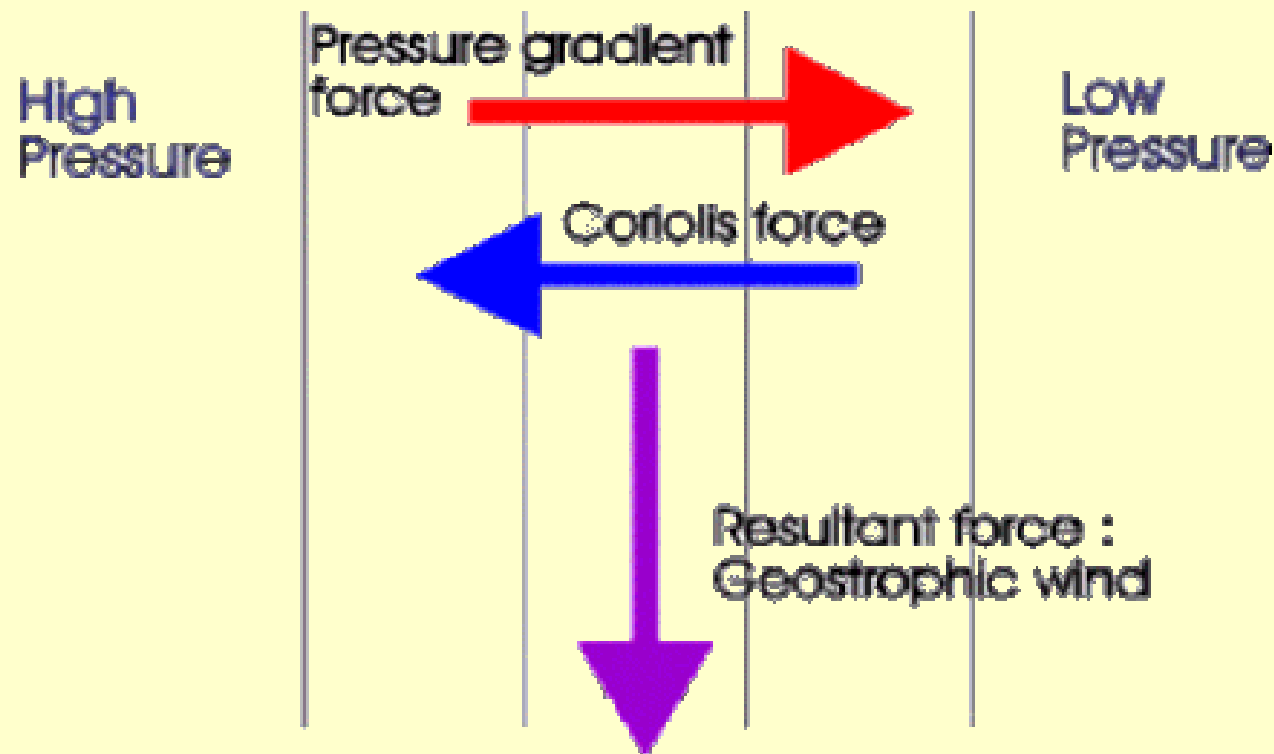 Pressure gradient
force
High
Pressure
Low
Pressure
Coriolis force
Resultant force :
Geostrophic wind